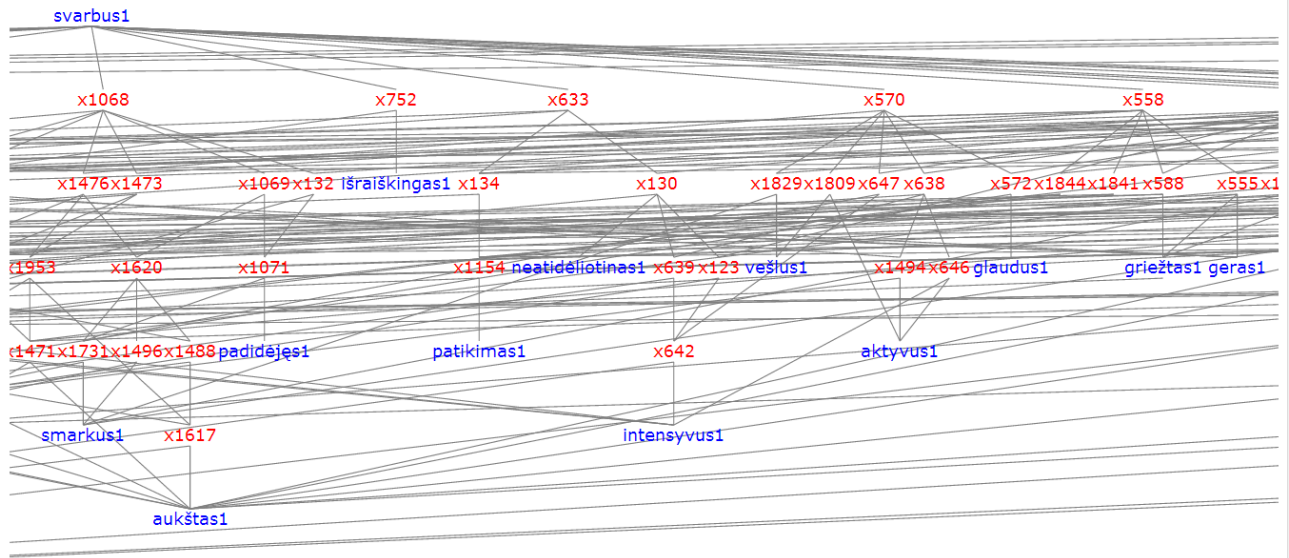 svarbus1
x1068 x752 x633 x570 x558
x1476 x1473 x1069 x132 išraiškingas1 x134 x130 x1829 x1809 x647 x638 x572 x1844 x1841 x588 x555
x1953 x1620 x1071 x1154 neatidėliotinas1 x639 x123 vešlus1 x1494 x646 glaudus1 griežtas1 geras1
x1471 x1731 x1496 x1488 padidėjęs1 patikimas1 x642 aktyvus1
smarkus1 x1617 intensyvus1
aukštas1